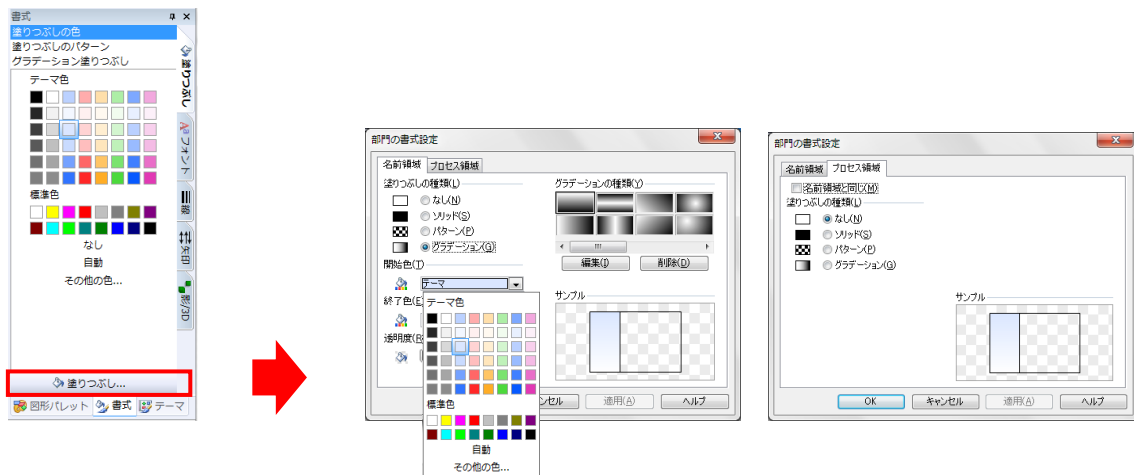 書式
塗りつぶしの色
塗りつぶしのパターン
グラデーション塗りつぶし
テーマ色
標準色
なし
自動
その他の色...
塗りつぶし...
図形パレット 書式 テーマ
塗りつぶし
フォント
線
矢印
影/3D
部門の書式設定
名前領域 プロセス領域
塗りつぶしの種類(L)
なし(N)
ソリッド(S)
パターン(P)
グラデーション(G)
グラデーションの種類(Y)
編集(I) 削除(D)
開始色(T)
テーマ
終了色(E)
透明度(R)
サンプル
テーマ色
標準色
自動
その他の色...
ンセル 適用(A) ヘルプ
部門の書式設定
名前領域 プロセス領域
名前領域と同じ(M)
塗りつぶしの種類(L)
なし(N)
ソリッド(S)
パターン(P)
グラデーション(G)
サンプル
OK キャンセル 適用(A) ヘルプ